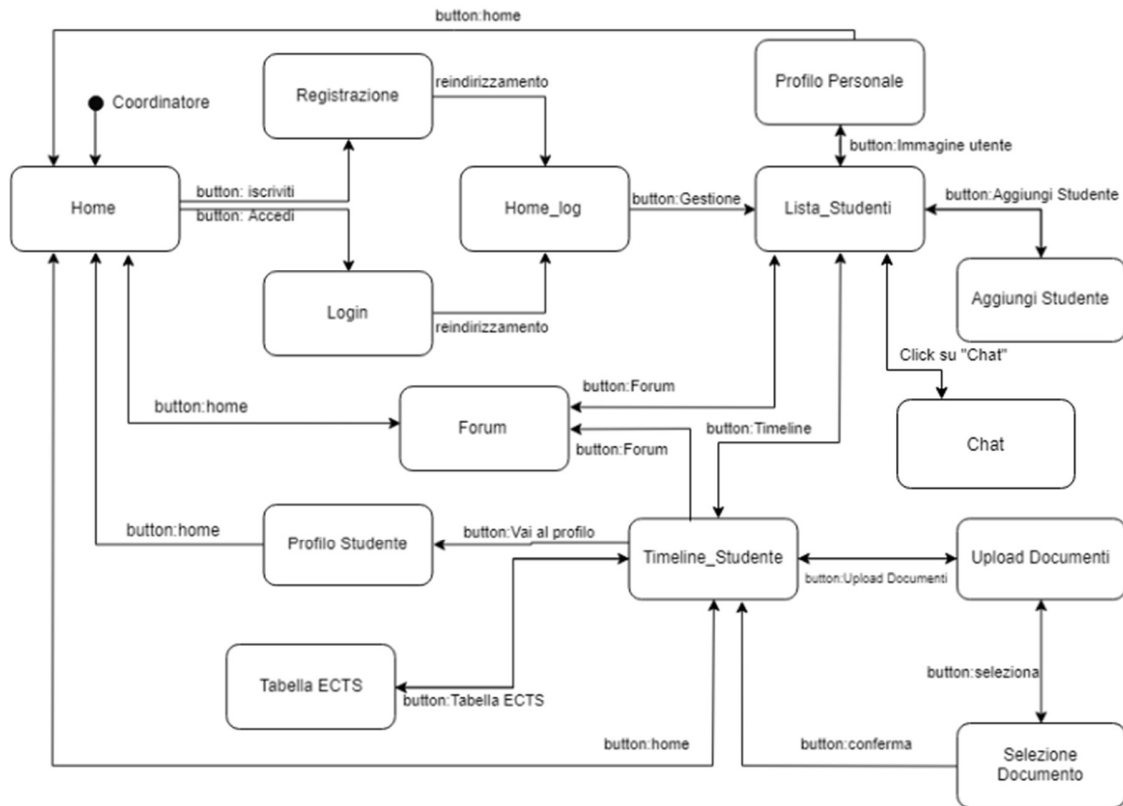 button:home
Profilo Personale
Registrazione
reindirizzamento
Coordinatore
button:Immagine utente
Home
button: iscriviti
button: Accedi
Home_log
button:Gestione
Lista_Studenti
button:Aggiungi Studente
Aggiungi Studente
Login
reindirizzamento
Click su "Chat"
button:home
Forum
button:Forum
button:Forum
button:Timeline
Chat
button:home
Profilo Studente
button:Vai al profilo
Timeline_Studente
button:Upload Documenti
Upload Documenti
Tabella ECTS
button:Tabella ECTS
button:seleziona
button:home
button:conferma
Selezione
Documento